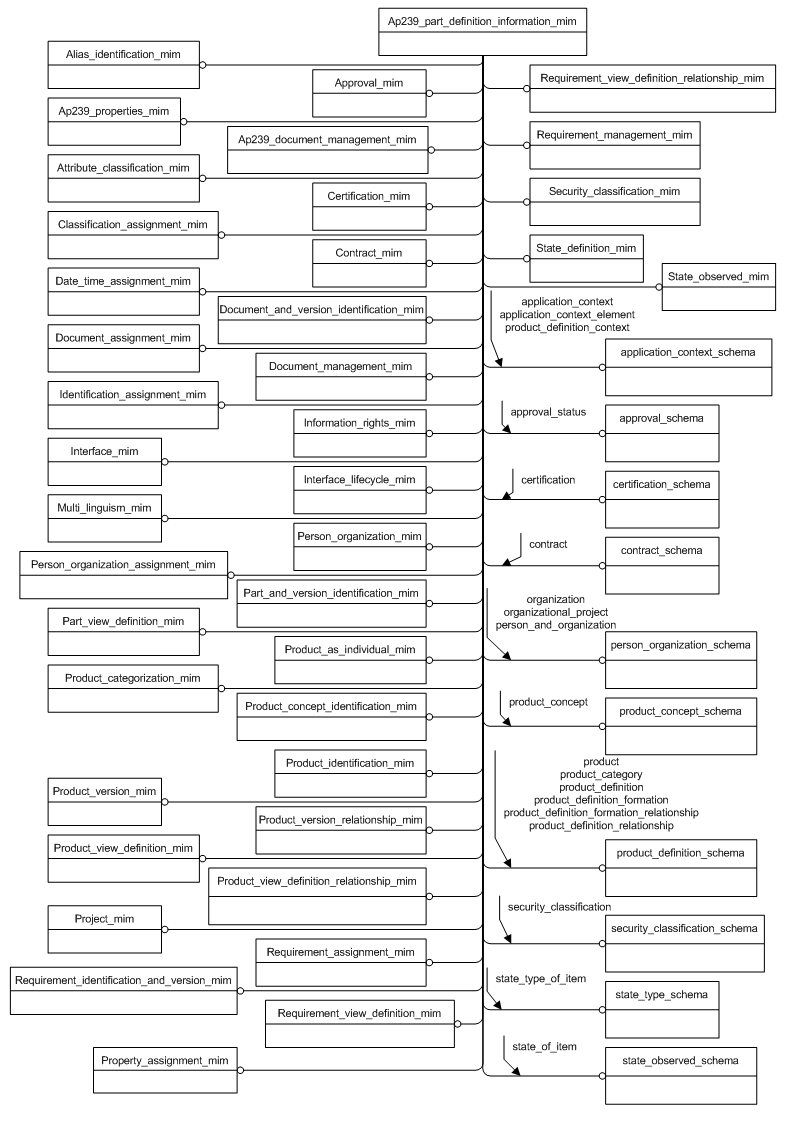 Ap239_part_definition_information_mim
Alias_identification_mim
Approval_mim
Requirement_view_definition_relationship_mim
Ap239_properties_mim
Ap239_document_management_mim
Requirement_management_mim
Attribute_classification_mim
Certification_mim
Security_classification_mim
Classification_assignment_mim
Contract_mim
State_definition_mim
Date_time_assignment_mim
State_observed_mim
Document_and_version_identification_mim
application_context
application_context_element
product_definition_context
Document_assignment_mim
Document_management_mim
application_context_schema
Identification_assignment_mim
Information_rights_mim
approval_status
approval_schema
Interface_mim
Interface_lifecycle_mim
certification
certification_schema
Multi_linguism_mim
Person_organization_mim
contract
contract_schema
Person_organization_assignment_mim
Part_and_version_identification_mim
organization
organizational_project
person_and_organization
Part_view_definition_mim
Product_as_individual_mim
person_organization_schema
Product_categorization_mim
Product_concept_identification_mim
product_concept
product_concept_schema
Product_identification_mim
product
product_category
product_definition
product_definition_formation
product_definition_formation_relationship
product_definition_relationship
Product_version_mim
Product_version_relationship_mim
Product_view_definition_mim
product_definition_schema
Product_view_definition_relationship_mim
Project_mim
security_classification
security_classification_schema
Requirement_assignment_mim
Requirement_identification_and_version_mim
state_type_of_item
state_type_schema
Requirement_view_definition_mim
Property_assignment_mim
state_of_item
state_observed_schema